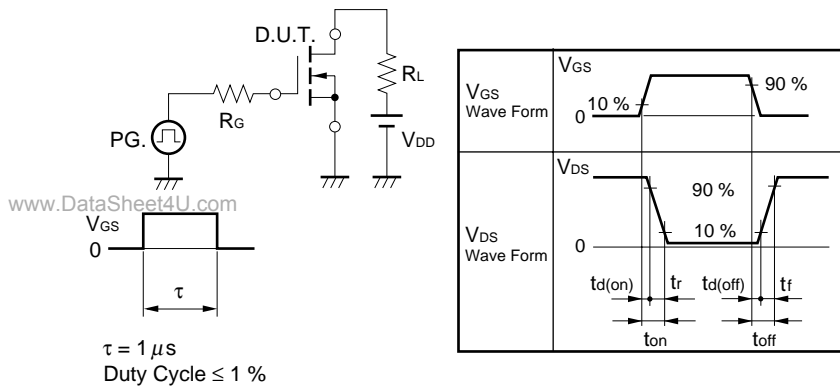 D.U.T.
RL
RG
PG.
VDD
www.DataSheet4U.com
VGS
0
τ
τ = 1 μs
Duty Cycle ≤ 1 %
VGS
Wave Form
VGS
10 %
90 %
0
VDS
Wave Form
VDS
90 %
10 %
0
td(on) tr td(off) tf
ton toff